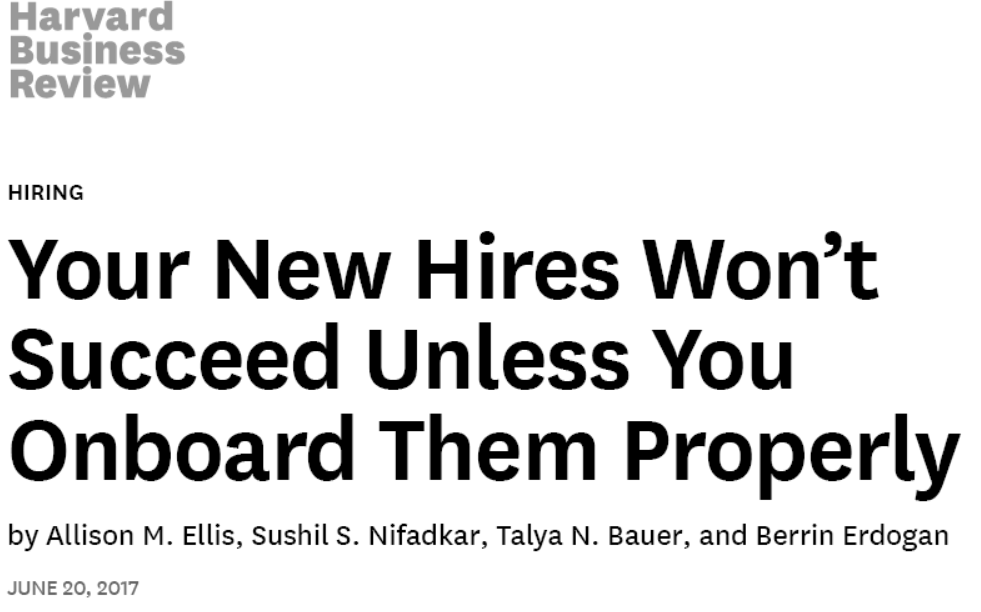 Harvard
Business
Review
HIRING
Your New Hires Won’t
Succeed Unless You
Onboard Them Properly
by Allison M. Ellis, Sushil S. Nifadkar, Talya N. Bauer, and Berrin Erdogan
JUNE 20, 2017